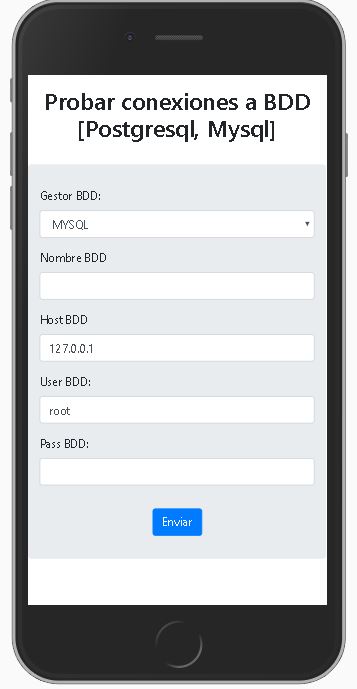 Probar conexiones a BDD
[Postgresql, Mysql]
Gestor BDD:
MYSQL
Nombre BDD
Host BDD
127.0.0.1
User BDD:
root
Pass BDD:
Enviar